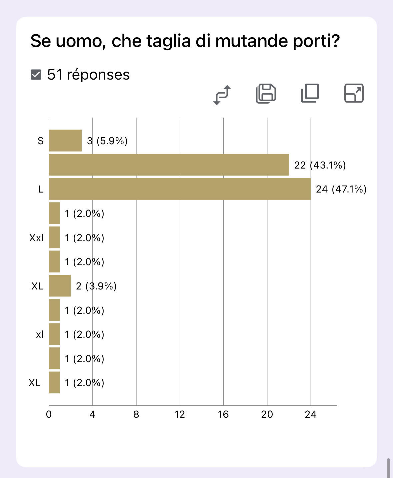 Se uomo, che taglia di mutande porti?
51 réponses
S 3 (5.9%)
22 (43.1%)
L 24 (47.1%)
1 (2.0%)
Xxl 1 (2.0%)
1 (2.0%)
XL 2 (3.9%)
1 (2.0%)
xl 1 (2.0%)
1 (2.0%)
XL 1 (2.0%)
0 4 8 12 16 20 24